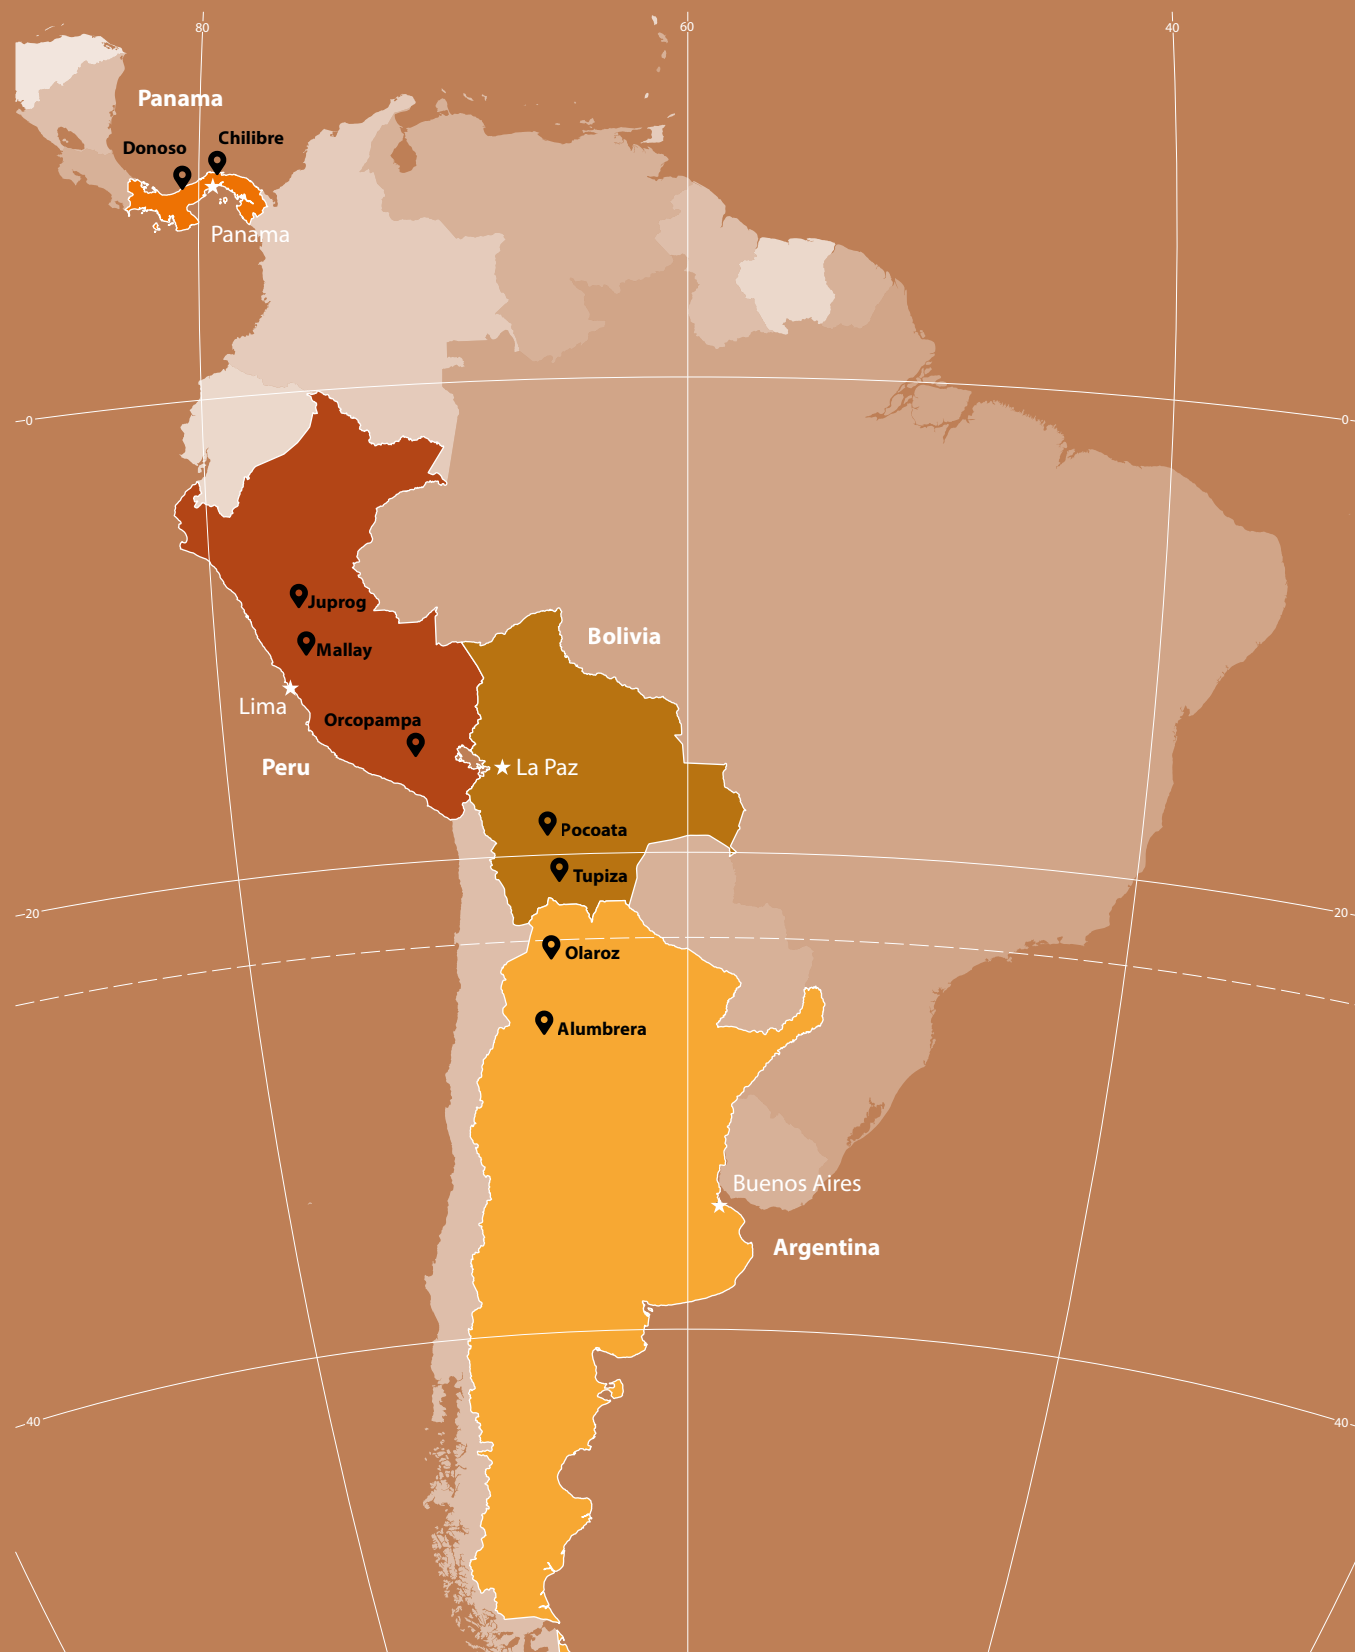 80
60
40
Panama
Chilibre
Donoso
Panama
0
0
Juprog
Bolivia
Mallay
Lima
Orcopampa
Peru
La Paz
Pocoata
Tupiza
20
20
Olaroz
Alumbrera
Buenos Aires
Argentina
40
40